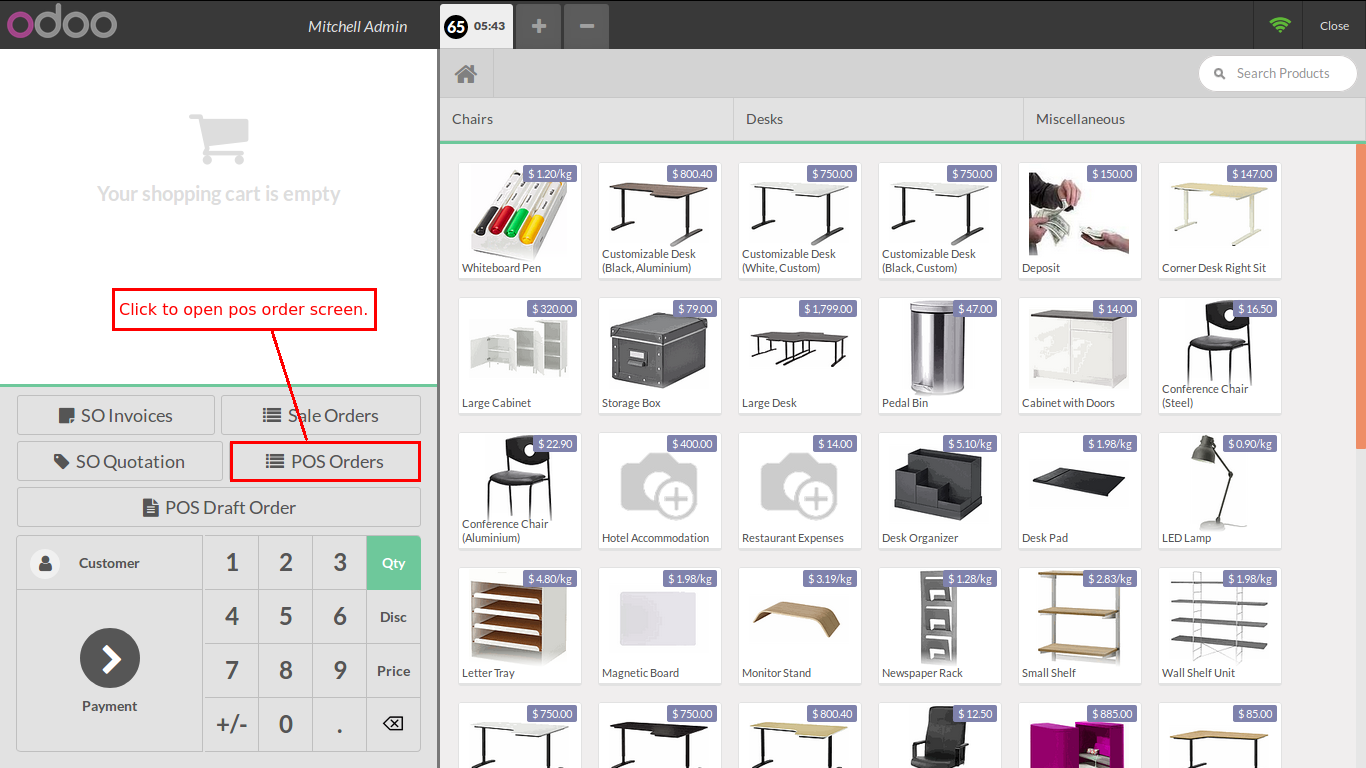 odoo
Mitchell Admin
65 05:43
+
−
Close
Search Products
Chairs
Desks
Miscellaneous
Your shopping cart is empty
Click to open pos order screen.
SO Invoices
Sale Orders
SO Quotation
POS Orders
POS Draft Order
Customer
Payment
1 2 3 Qty
4 5 6 Disc
7 8 9 Price
+/- 0 .
$ 1.20/kg
Whiteboard Pen
$ 800.40
Customizable Desk
(Black, Aluminium)
$ 750.00
Customizable Desk
(White, Custom)
$ 750.00
Customizable Desk
(Black, Custom)
$ 150.00
Deposit
$ 147.00
Corner Desk Right Sit
$ 320.00
Large Cabinet
$ 79.00
Storage Box
$ 1,799.00
Large Desk
$ 47.00
Pedal Bin
$ 14.00
Cabinet with Doors
$ 16.50
Conference Chair
(Steel)
$ 22.90
Conference Chair
(Aluminium)
$ 400.00
Hotel Accommodation
$ 14.00
Restaurant Expenses
$ 5.10/kg
Desk Organizer
$ 1.98/kg
Desk Pad
$ 0.90/kg
LED Lamp
$ 4.80/kg
Letter Tray
$ 1.98/kg
Magnetic Board
$ 3.19/kg
Monitor Stand
$ 1.28/kg
Newspaper Rack
$ 2.83/kg
Small Shelf
$ 1.98/kg
Wall Shelf Unit
$ 750.00
$ 750.00
$ 800.40
$ 12.50
$ 885.00
$ 85.00